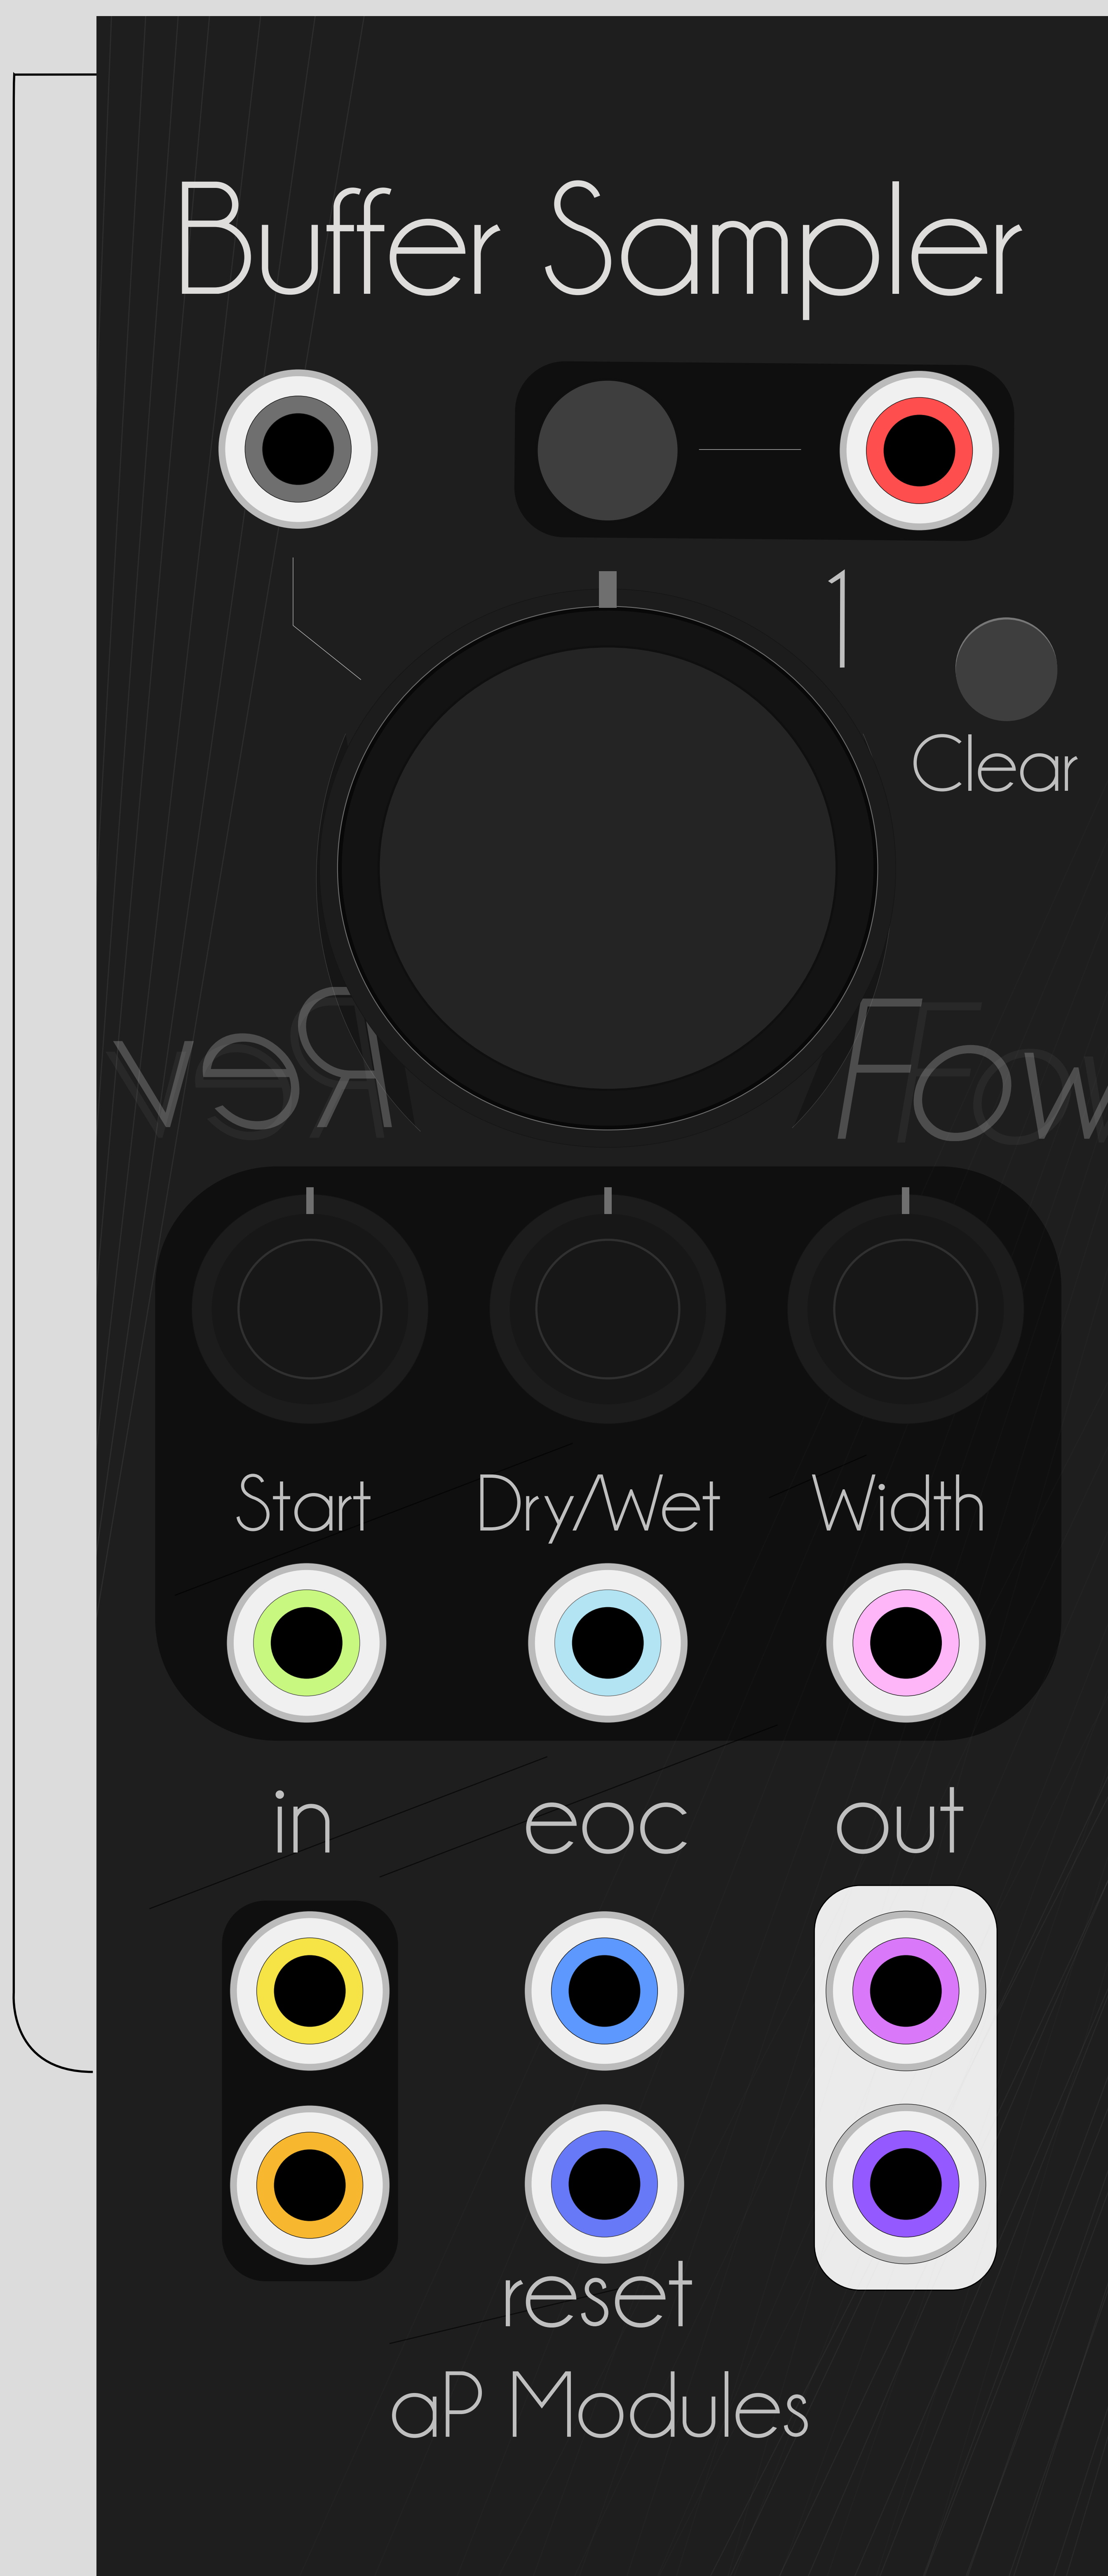 Buffer Sampler
1
Clear
Rev Fow
Start Dry/Wet Width
in eoc out
reset
aP Modules